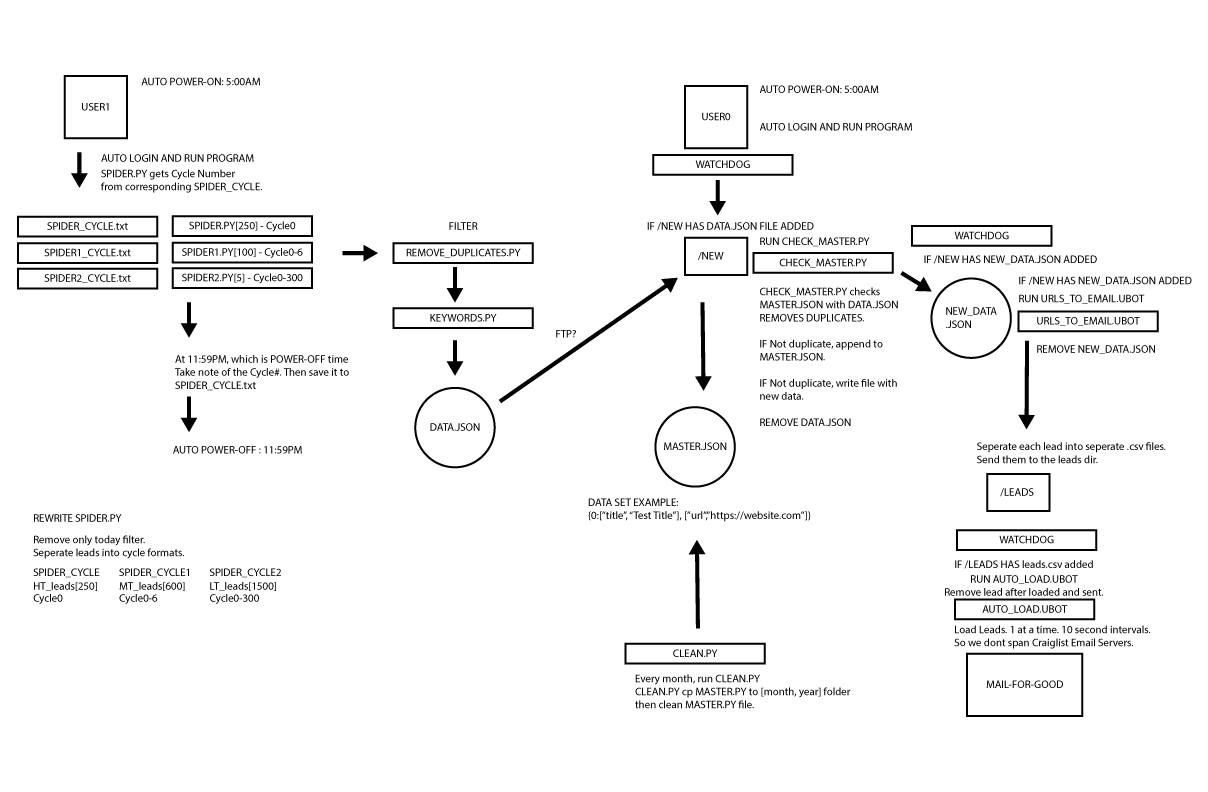 AUTO POWER-ON: 5:00AM
USER1
AUTO LOGIN AND RUN PROGRAM
SPIDER.PY gets Cycle Number
from corresponding SPIDER_CYCLE.
SPIDER_CYCLE.txt
SPIDER.PY[250] - Cycle0
SPIDER1_CYCLE.txt
SPIDER1.PY[100] - Cycle0-6
SPIDER2_CYCLE.txt
SPIDER2.PY[5] - Cycle0-300
At 11:59PM, which is POWER-OFF time
Take note of the Cycle#. Then save it to
SPIDER_CYCLE.txt
AUTO POWER-OFF : 11:59PM
REWRITE SPIDER.PY
Remove only today filter.
Seperate leads into cycle formats.
SPIDER_CYCLE SPIDER_CYCLE1 SPIDER_CYCLE2
HT_leads[250] MT_leads[600] LT_leads[1500]
Cycle0 Cycle0-6 Cycle0-300
FILTER
REMOVE_DUPLICATES.PY
KEYWORDS.PY
DATA.JSON
FTP?
AUTO POWER-ON: 5:00AM
USER0
AUTO LOGIN AND RUN PROGRAM
WATCHDOG
IF /NEW HAS DATA.JSON FILE ADDED
/NEW
RUN CHECK_MASTER.PY
CHECK_MASTER.PY
CHECK_MASTER.PY checks
MASTER.JSON with DATA.JSON
REMOVES DUPLICATES.
IF Not duplicate, append to
MASTER.JSON.
IF Not duplicate, write file with
new data.
REMOVE DATA.JSON
MASTER.JSON
DATA SET EXAMPLE:
{0:["title", "Test Title"], ["url","https://website.com"]}
CLEAN.PY
Every month, run CLEAN.PY
CLEAN.PY cp MASTER.PY to [month, year] folder
then clean MASTER.PY file.
WATCHDOG
IF /NEW HAS NEW_DATA.JSON ADDED
NEW_DATA
.JSON
IF /NEW HAS NEW_DATA.JSON ADDED
RUN URLS_TO_EMAIL.UBOT
URLS_TO_EMAIL.UBOT
REMOVE NEW_DATA.JSON
Seperate each lead into seperate .csv files.
Send them to the leads dir.
/LEADS
WATCHDOG
IF /LEADS HAS leads.csv added
RUN AUTO_LOAD.UBOT
Remove lead after loaded and sent.
AUTO_LOAD.UBOT
Load Leads. 1 at a time. 10 second intervals.
So we dont span Craiglist Email Servers.
MAIL-FOR-GOOD